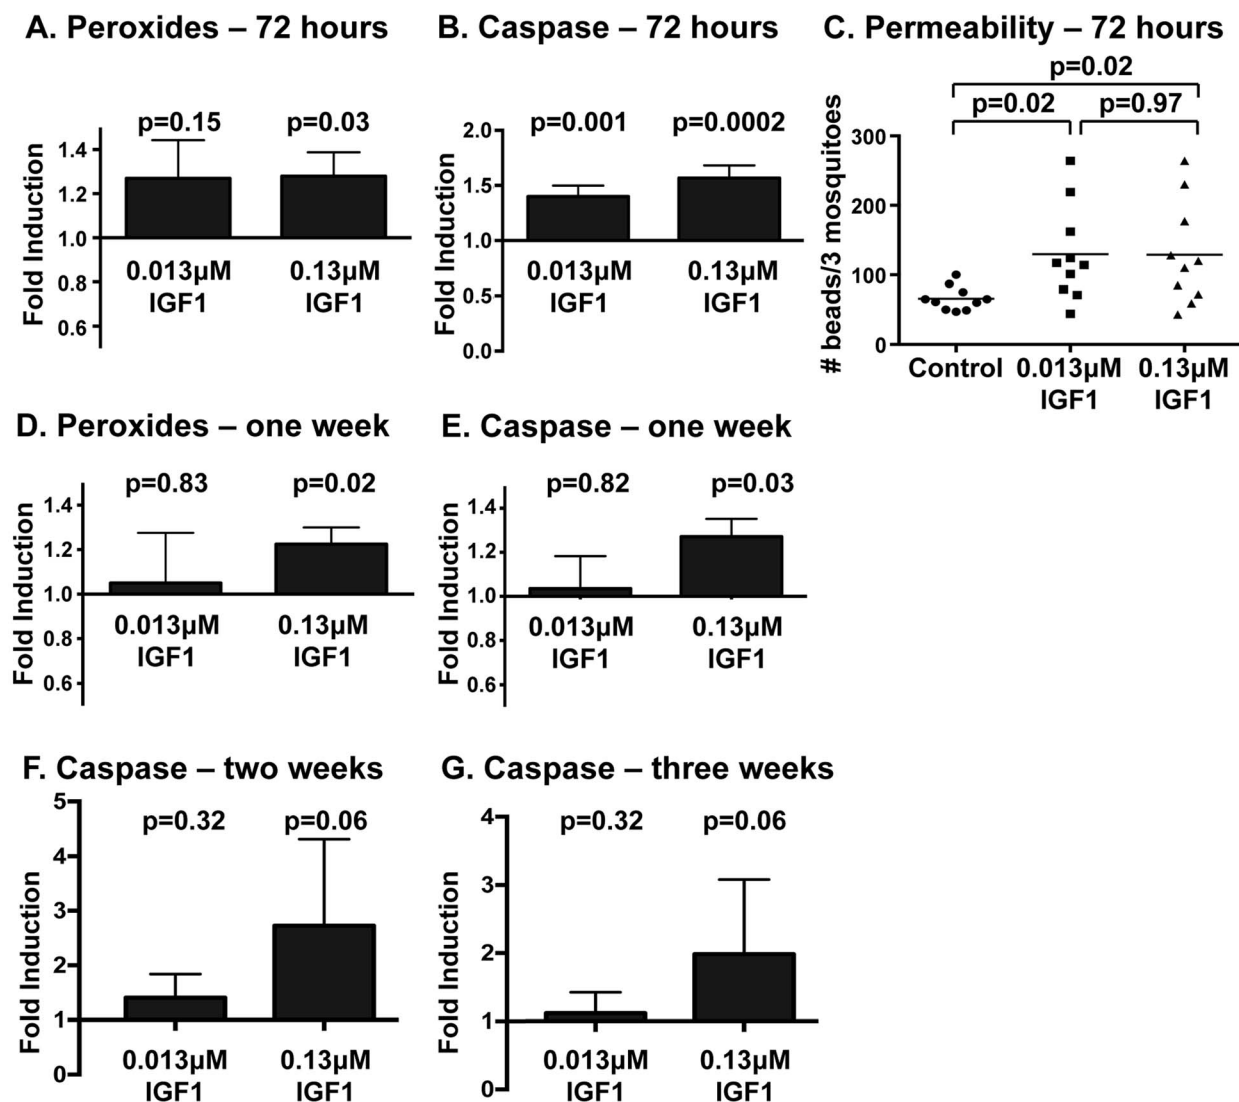 A. Peroxides – 72 hours
p=0.15 p=0.03
Fold Induction
1.4
1.2
1.0
0.8
0.6
0.013µM
IGF1
0.13µM
IGF1
B. Caspase – 72 hours
p=0.001 p=0.0002
Fold Induction
2.0
1.5
1.0
0.5
0.0
0.013µM
IGF1
0.13µM
IGF1
C. Permeability – 72 hours
p=0.02
p=0.02 p=0.97
# beads/3 mosquitoes
300
200
100
0
Control
0.013µM
IGF1
0.13µM
IGF1
D. Peroxides – one week
p=0.83 p=0.02
Fold Induction
1.4
1.2
1.0
0.8
0.6
0.013µM
IGF1
0.13µM
IGF1
E. Caspase – one week
p=0.82 p=0.03
Fold Induction
1.4
1.2
1.0
0.8
0.6
0.013µM
IGF1
0.13µM
IGF1
F. Caspase – two weeks
p=0.32 p=0.06
Fold Induction
5
4
3
2
1
0
0.013µM
IGF1
0.13µM
IGF1
G. Caspase – three weeks
p=0.32 p=0.06
Fold Induction
4
3
2
1
0
0.013µM
IGF1
0.13µM
IGF1